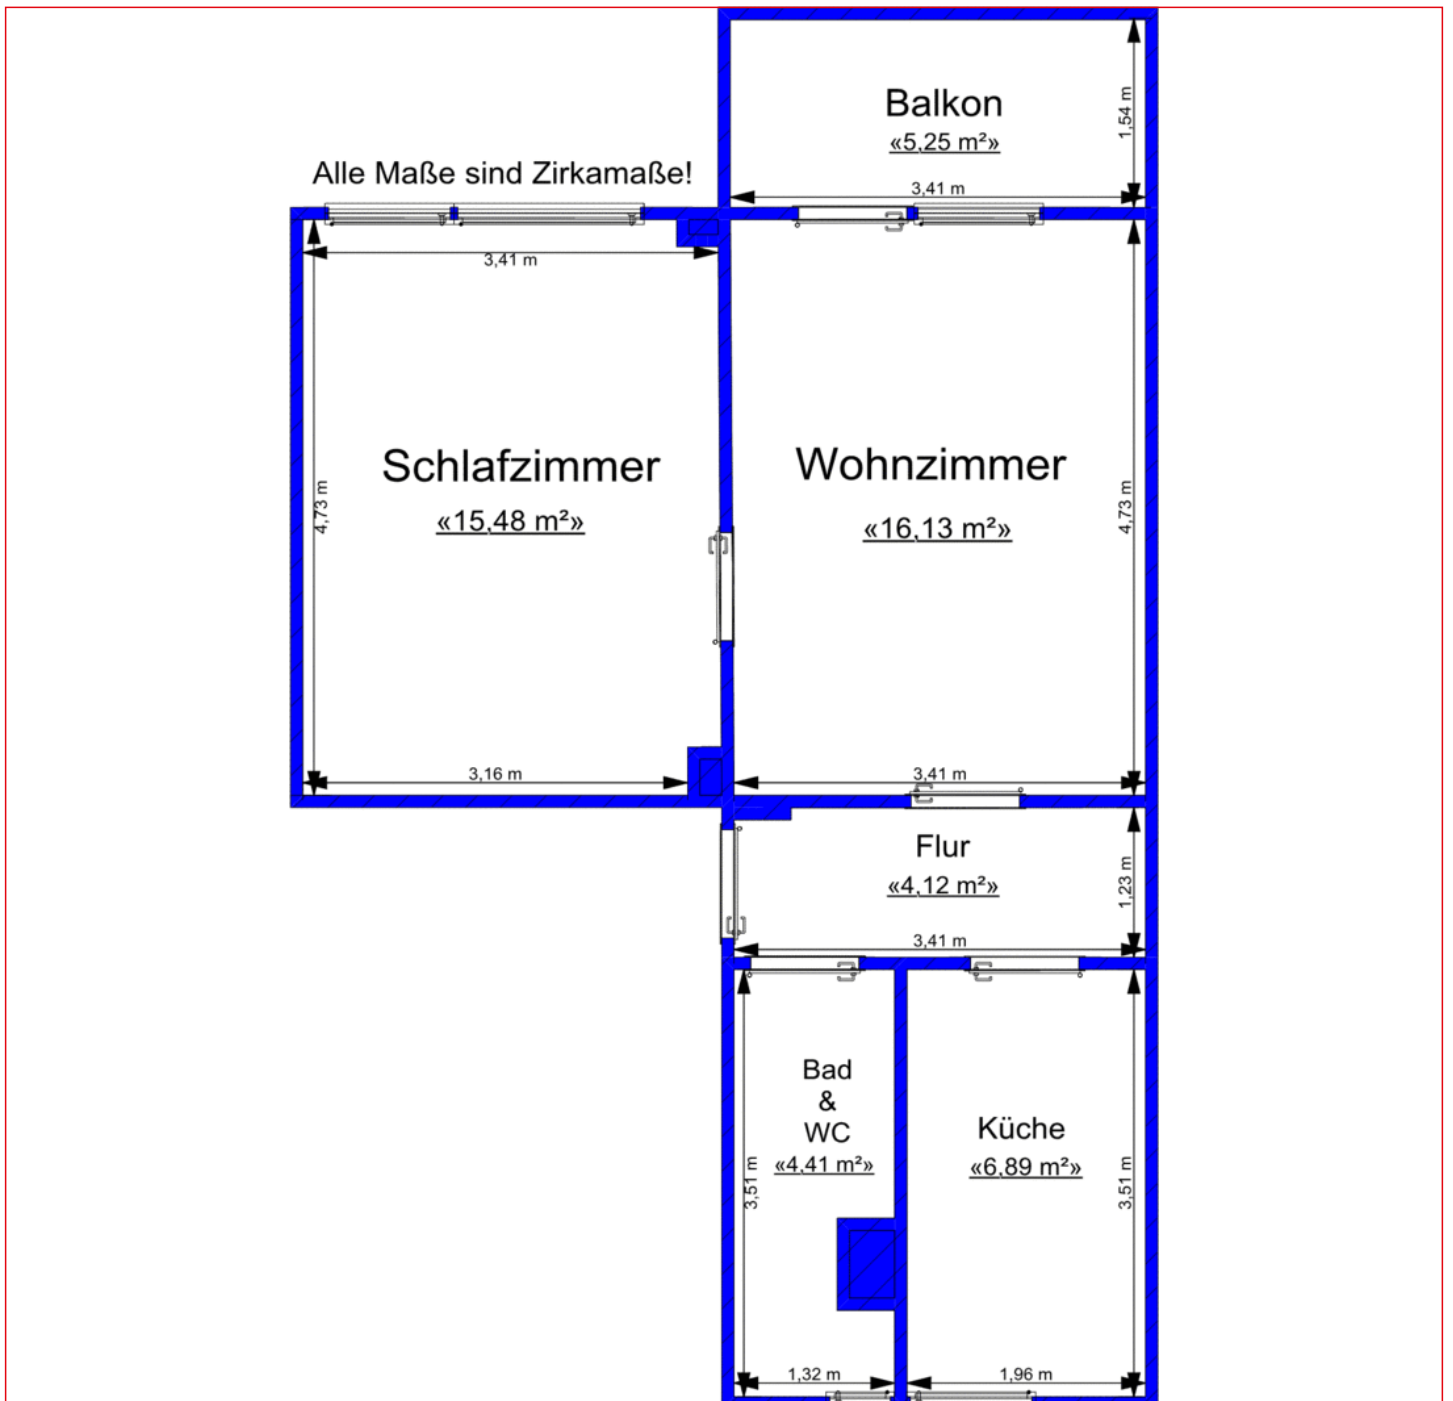 Balkon
«5,25 m²»
1,54 m
3,41 m
Alle Maße sind Zirkamaße!
3,41 m
Schlafzimmer
«15,48 m²»
4,73 m
3,16 m
Wohnzimmer
«16,13 m²»
4,73 m
3,41 m
Flur
«4,12 m²»
1,23 m
3,41 m
Bad
&
WC
«4,41 m²»
3,51 m
1,32 m
Küche
«6,89 m²»
3,51 m
1,96 m